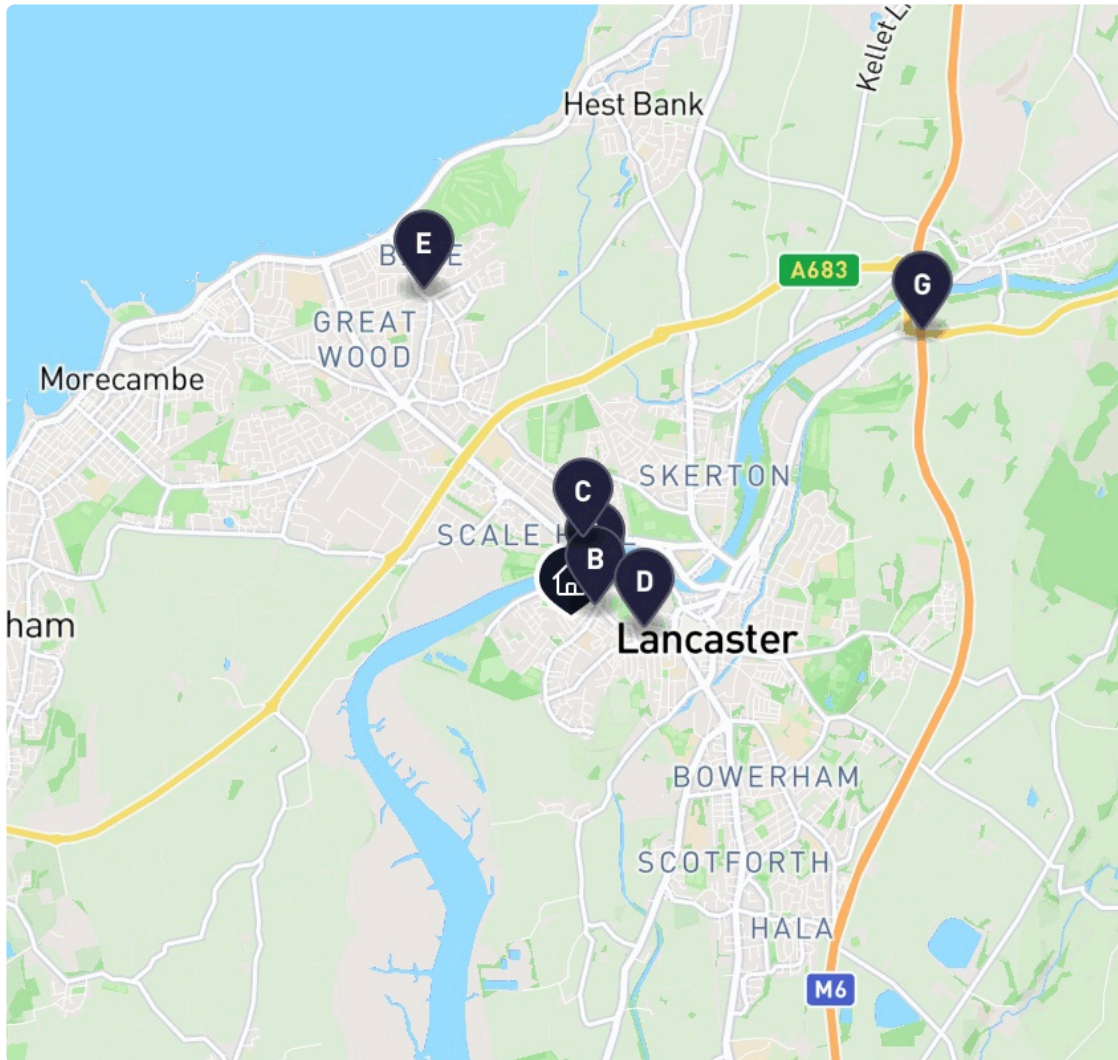 Kellet L
Hest Bank
E
A683
G
GREAT
WOOD
Morecambe
C
SKERTON
SCALE H L
B
D
ham
Lancaster
BOWERHAM
SCOTFORTH
HALA
M6